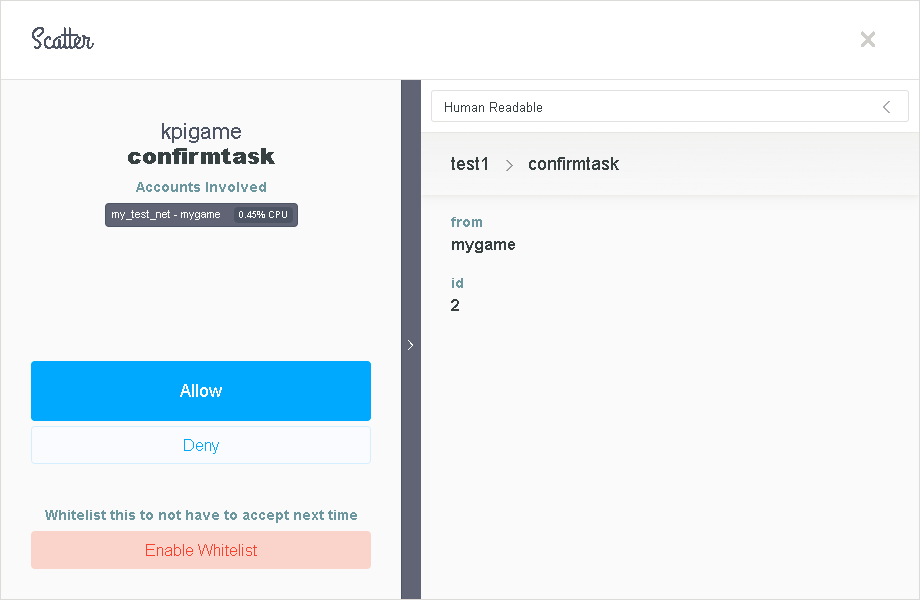 Scatter
kpigame
confirmtask
Accounts Involved
my_test_net - mygame 0.45% CPU
Allow
Deny
Whitelist this to not have to accept next time
Enable Whitelist
Human Readable
test1 > confirmtask
from
mygame
id
2